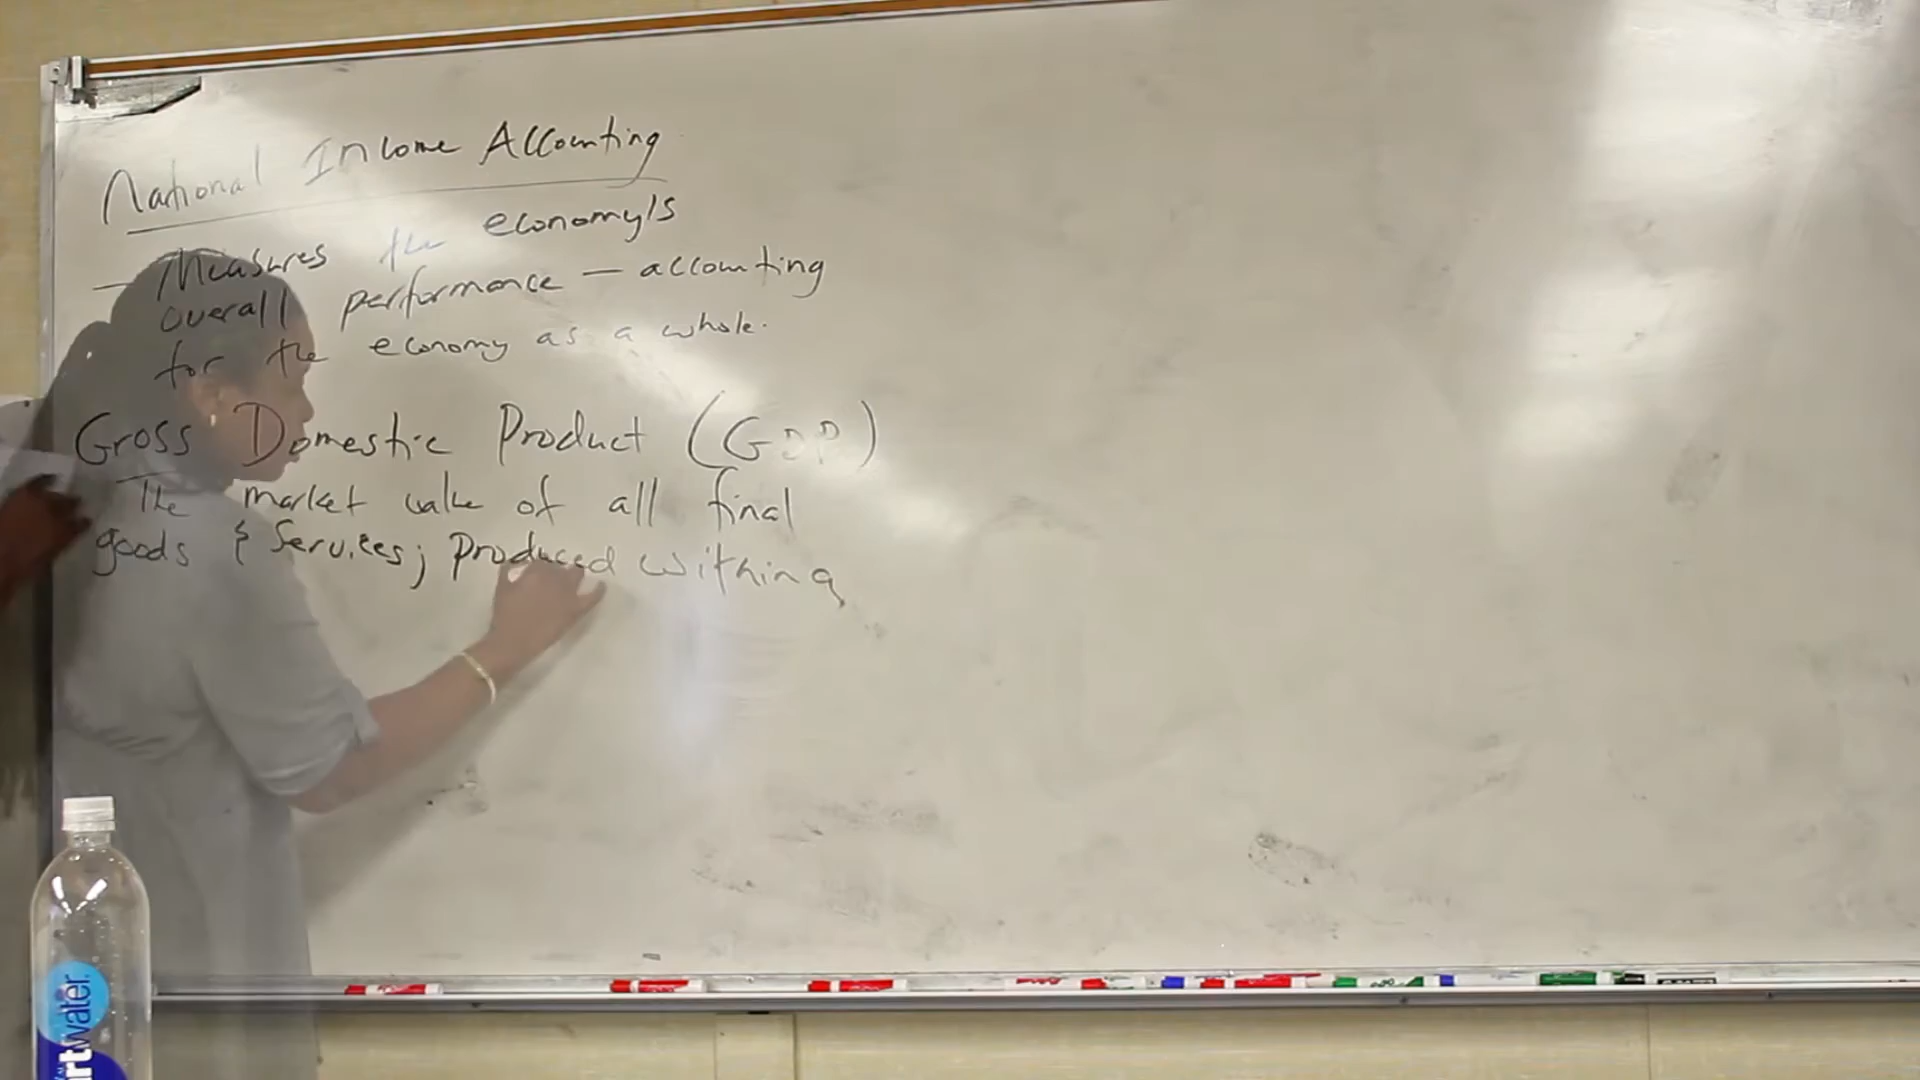 National Income Accounting
— Measures the economy's
overall performance — accounting
for the economy as a whole.
Gross Domestic Product (GDP)
The market value of all final
goods & Services; produced within a
rtwater